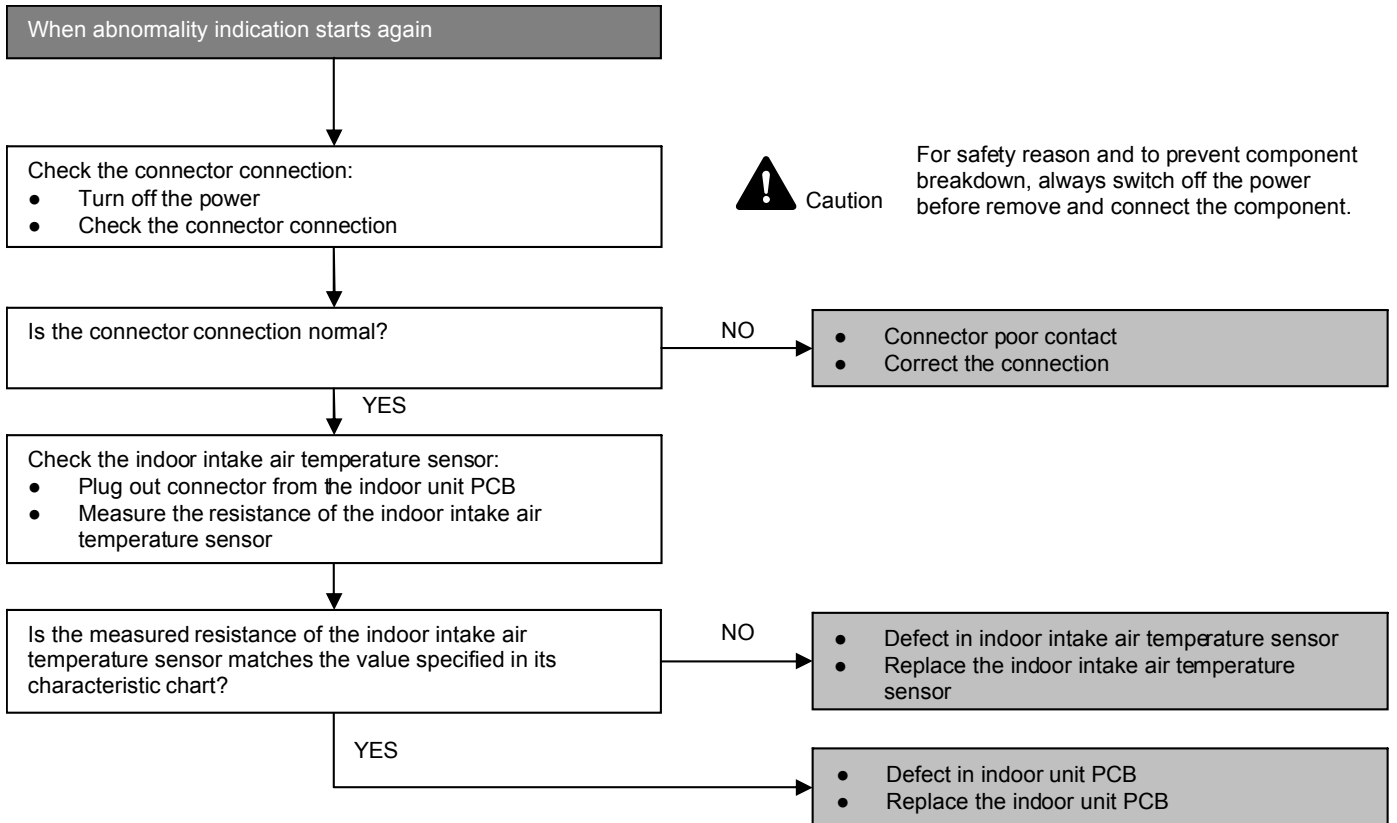 When abnormality indication starts again
Check the connector connection:
● Turn off the power
● Check the connector connection
Caution
For safety reason and to prevent component
breakdown, always switch off the power
before remove and connect the component.
Is the connector connection normal?
NO
● Connector poor contact
● Correct the connection
YES
Check the indoor intake air temperature sensor:
● Plug out connector from the indoor unit PCB
● Measure the resistance of the indoor intake air
temperature sensor
Is the measured resistance of the indoor intake air
temperature sensor matches the value specified in its
characteristic chart?
NO
● Defect in indoor intake air temperature sensor
● Replace the indoor intake air temperature
sensor
YES
● Defect in indoor unit PCB
● Replace the indoor unit PCB